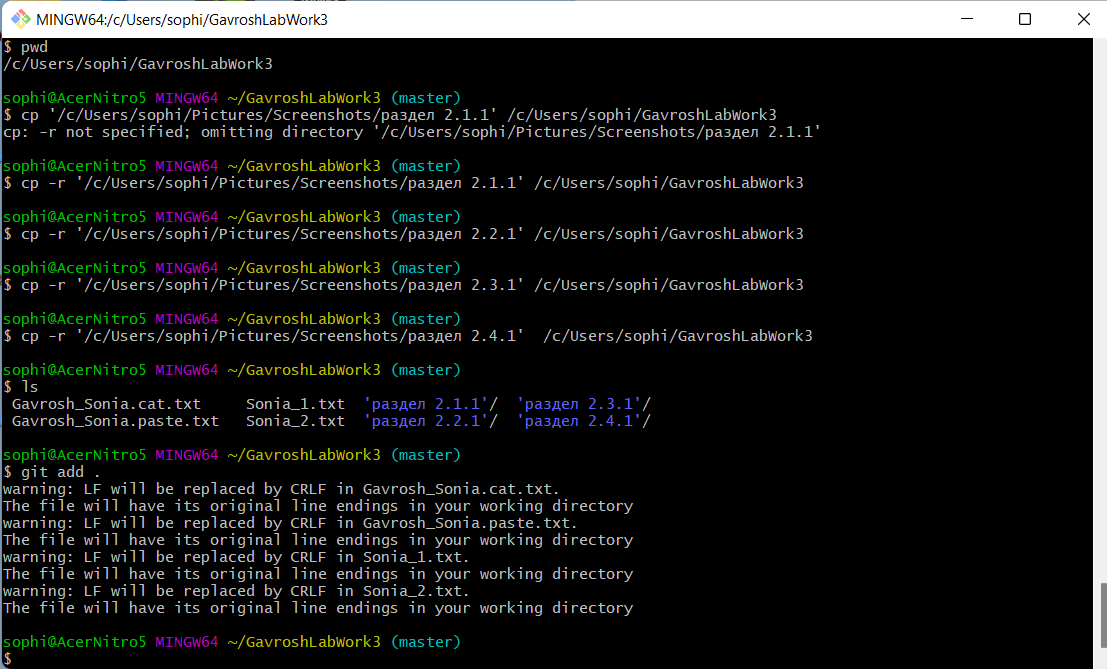 MINGW64:/c/Users/sophi/GavroshLabWork3
$ pwd
/c/Users/sophi/GavroshLabWork3
sophi@AcerNitro5 MINGW64 ~/GavroshLabWork3 (master)
$ cp '/c/Users/sophi/Pictures/Screenshots/раздел 2.1.1' /c/Users/sophi/GavroshLabWork3
cp: -r not specified; omitting directory '/c/Users/sophi/Pictures/Screenshots/раздел 2.1.1'
sophi@AcerNitro5 MINGW64 ~/GavroshLabWork3 (master)
$ cp -r '/c/Users/sophi/Pictures/Screenshots/раздел 2.1.1' /c/Users/sophi/GavroshLabWork3
sophi@AcerNitro5 MINGW64 ~/GavroshLabWork3 (master)
$ cp -r '/c/Users/sophi/Pictures/Screenshots/раздел 2.2.1' /c/Users/sophi/GavroshLabWork3
sophi@AcerNitro5 MINGW64 ~/GavroshLabWork3 (master)
$ cp -r '/c/Users/sophi/Pictures/Screenshots/раздел 2.3.1' /c/Users/sophi/GavroshLabWork3
sophi@AcerNitro5 MINGW64 ~/GavroshLabWork3 (master)
$ cp -r '/c/Users/sophi/Pictures/Screenshots/раздел 2.4.1'  /c/Users/sophi/GavroshLabWork3
sophi@AcerNitro5 MINGW64 ~/GavroshLabWork3 (master)
$ ls
Gavrosh_Sonia.cat.txt     Sonia_1.txt  'раздел 2.1.1'/  'раздел 2.3.1'/
Gavrosh_Sonia.paste.txt   Sonia_2.txt  'раздел 2.2.1'/  'раздел 2.4.1'/
sophi@AcerNitro5 MINGW64 ~/GavroshLabWork3 (master)
$ git add .
warning: LF will be replaced by CRLF in Gavrosh_Sonia.cat.txt.
The file will have its original line endings in your working directory
warning: LF will be replaced by CRLF in Gavrosh_Sonia.paste.txt.
The file will have its original line endings in your working directory
warning: LF will be replaced by CRLF in Sonia_1.txt.
The file will have its original line endings in your working directory
warning: LF will be replaced by CRLF in Sonia_2.txt.
The file will have its original line endings in your working directory
sophi@AcerNitro5 MINGW64 ~/GavroshLabWork3 (master)
$